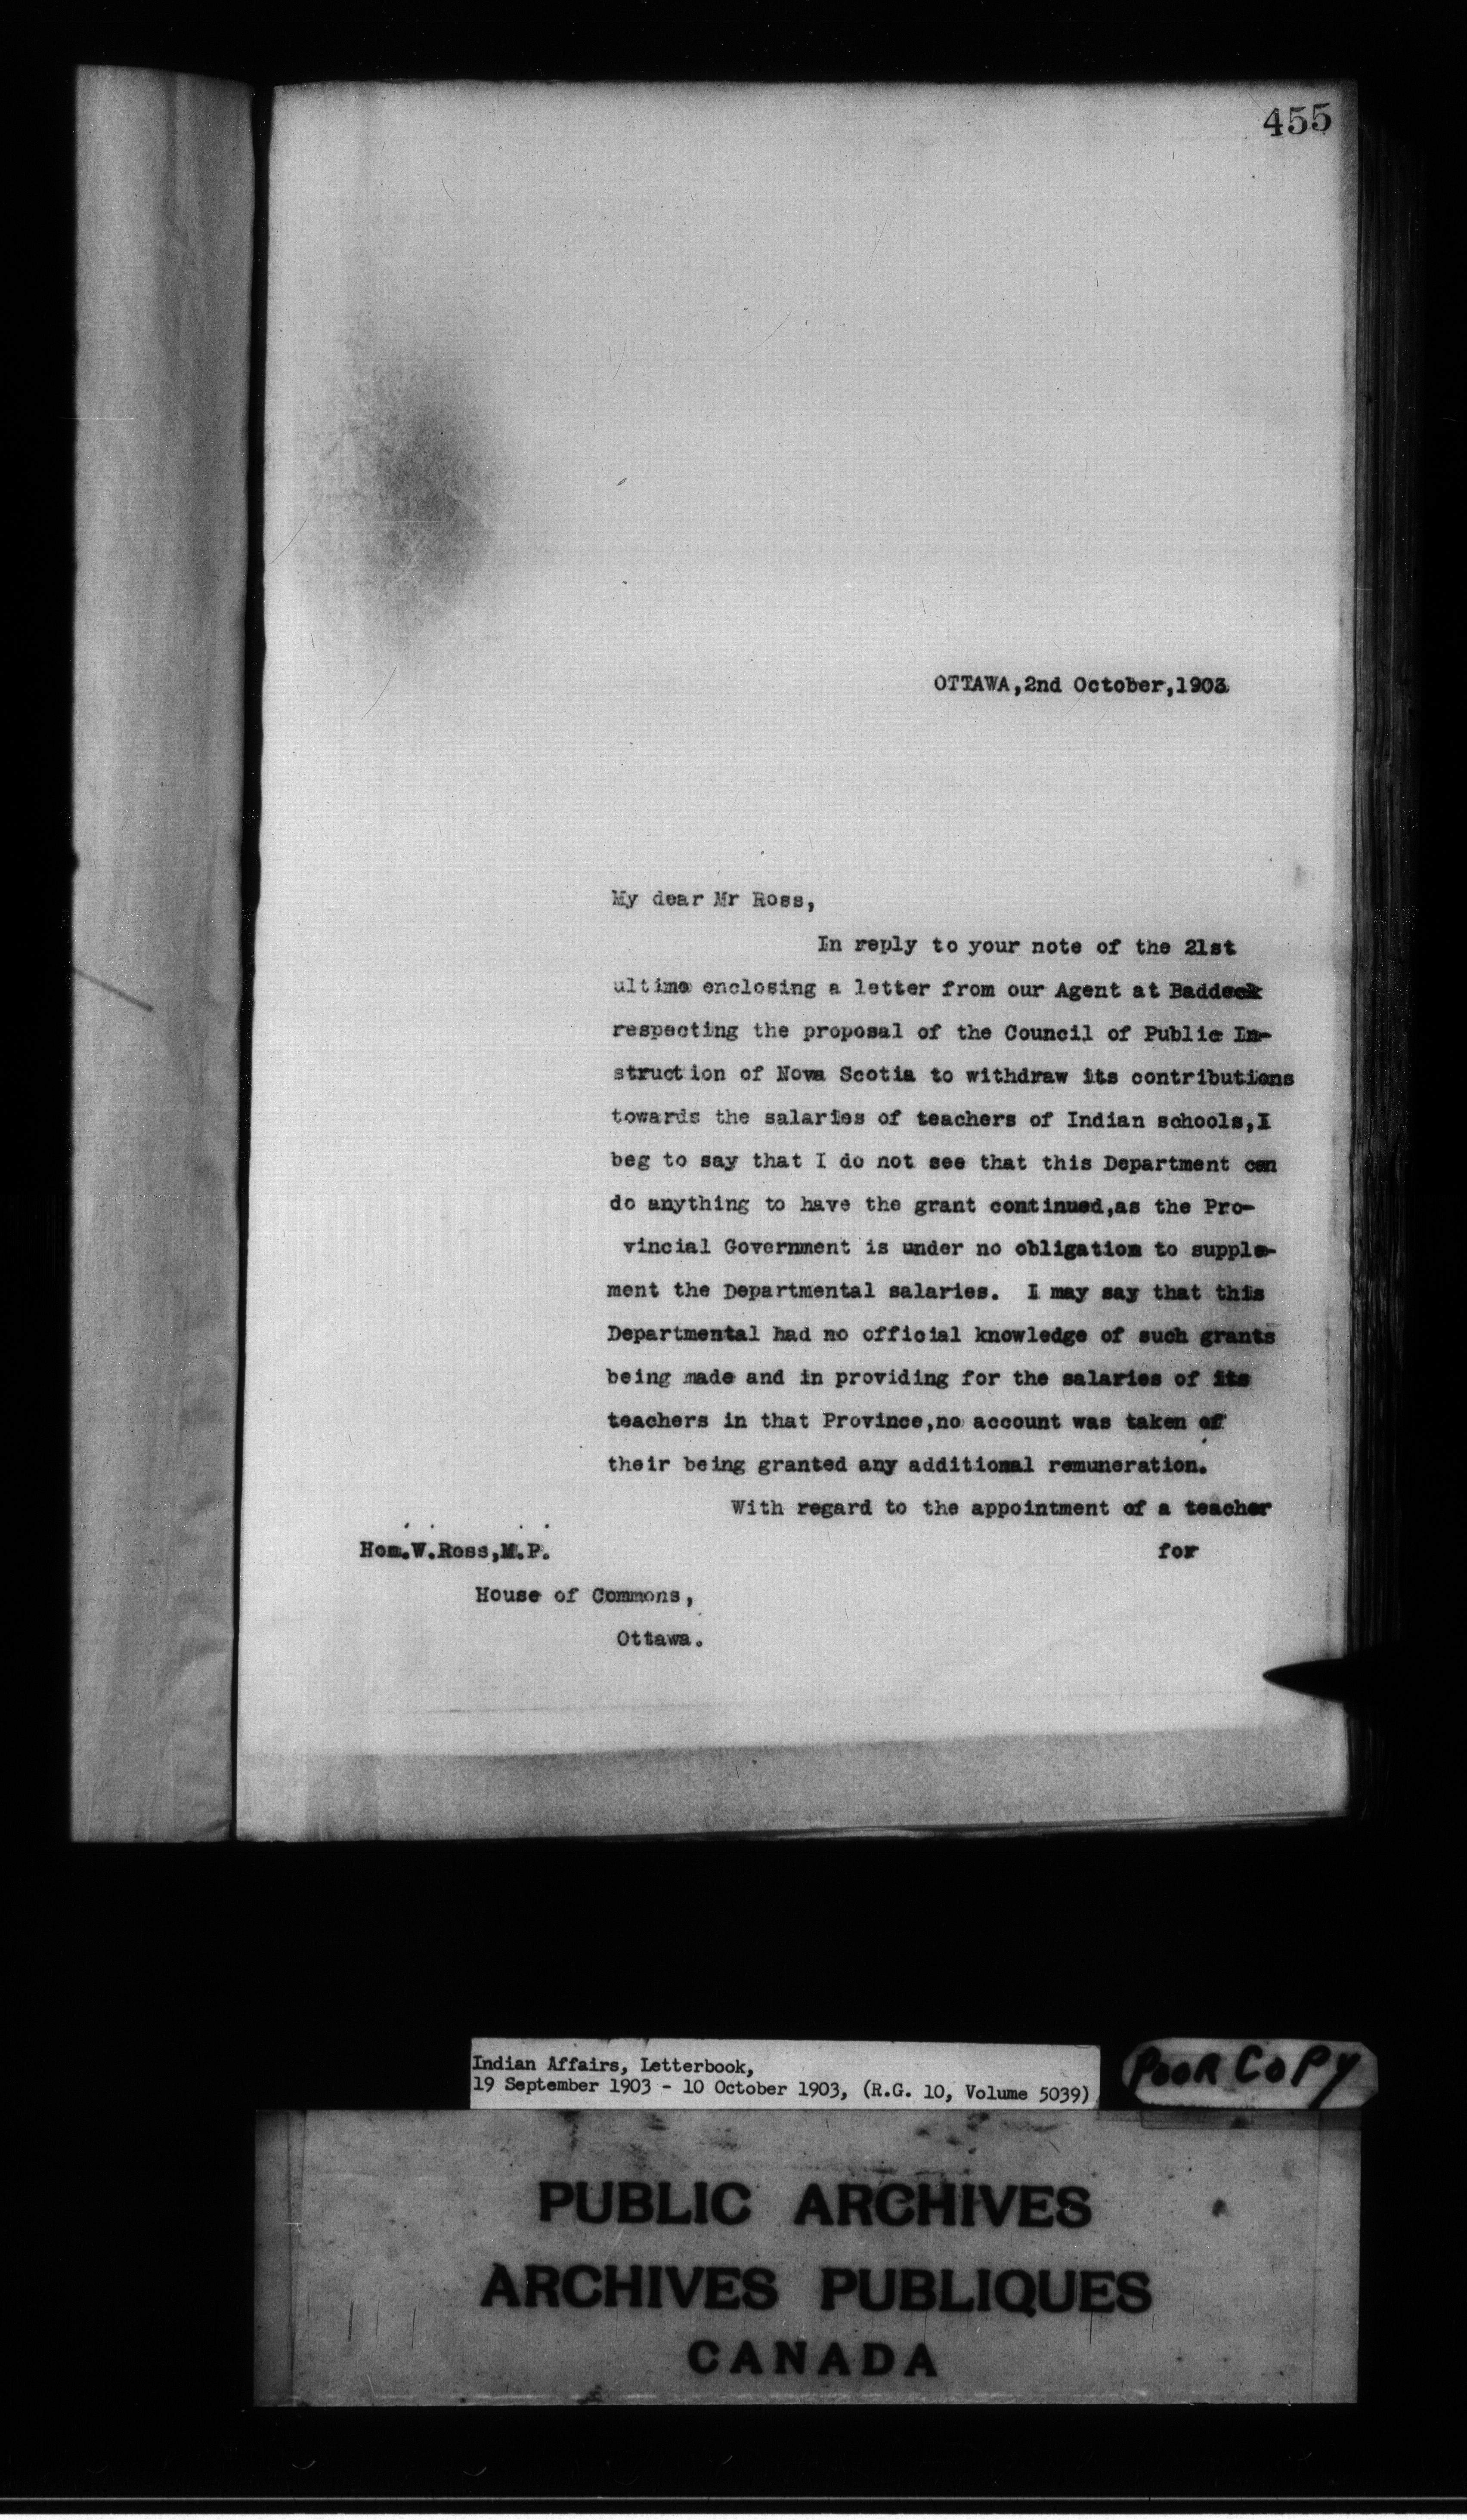 455
OTTAWA,2nd October,1903
My dear Mr Ross,
In reply to your note of the 21st
ultimo enclosing a letter from our Agent at Baddeck
respecting the proposal of the Council of Public In-
struction of Nova Scotia to withdraw its contributions
towards the salaries of teachers of Indian schools,I
beg to say that I do not see that this Department can
do anything to have the grant continued,as the Pro-
vincial Government is under no obligation to supple-
ment the Departmental salaries. I may say that this
Departmental had no official knowledge of such grants
being made and in providing for the salaries of its
teachers in that Province,no account was taken of
their being granted any additional remuneration.
With regard to the appointment of a teacher
for
Hon.W.Ross,M.P.
House of Commons,
Ottawa.
Indian Affairs, Letterbook,
19 September 1903 - 10 October 1903, (R.G. 10, Volume 5039)
POOR COPY
PUBLIC ARCHIVES
ARCHIVES PUBLIQUES
CANADA